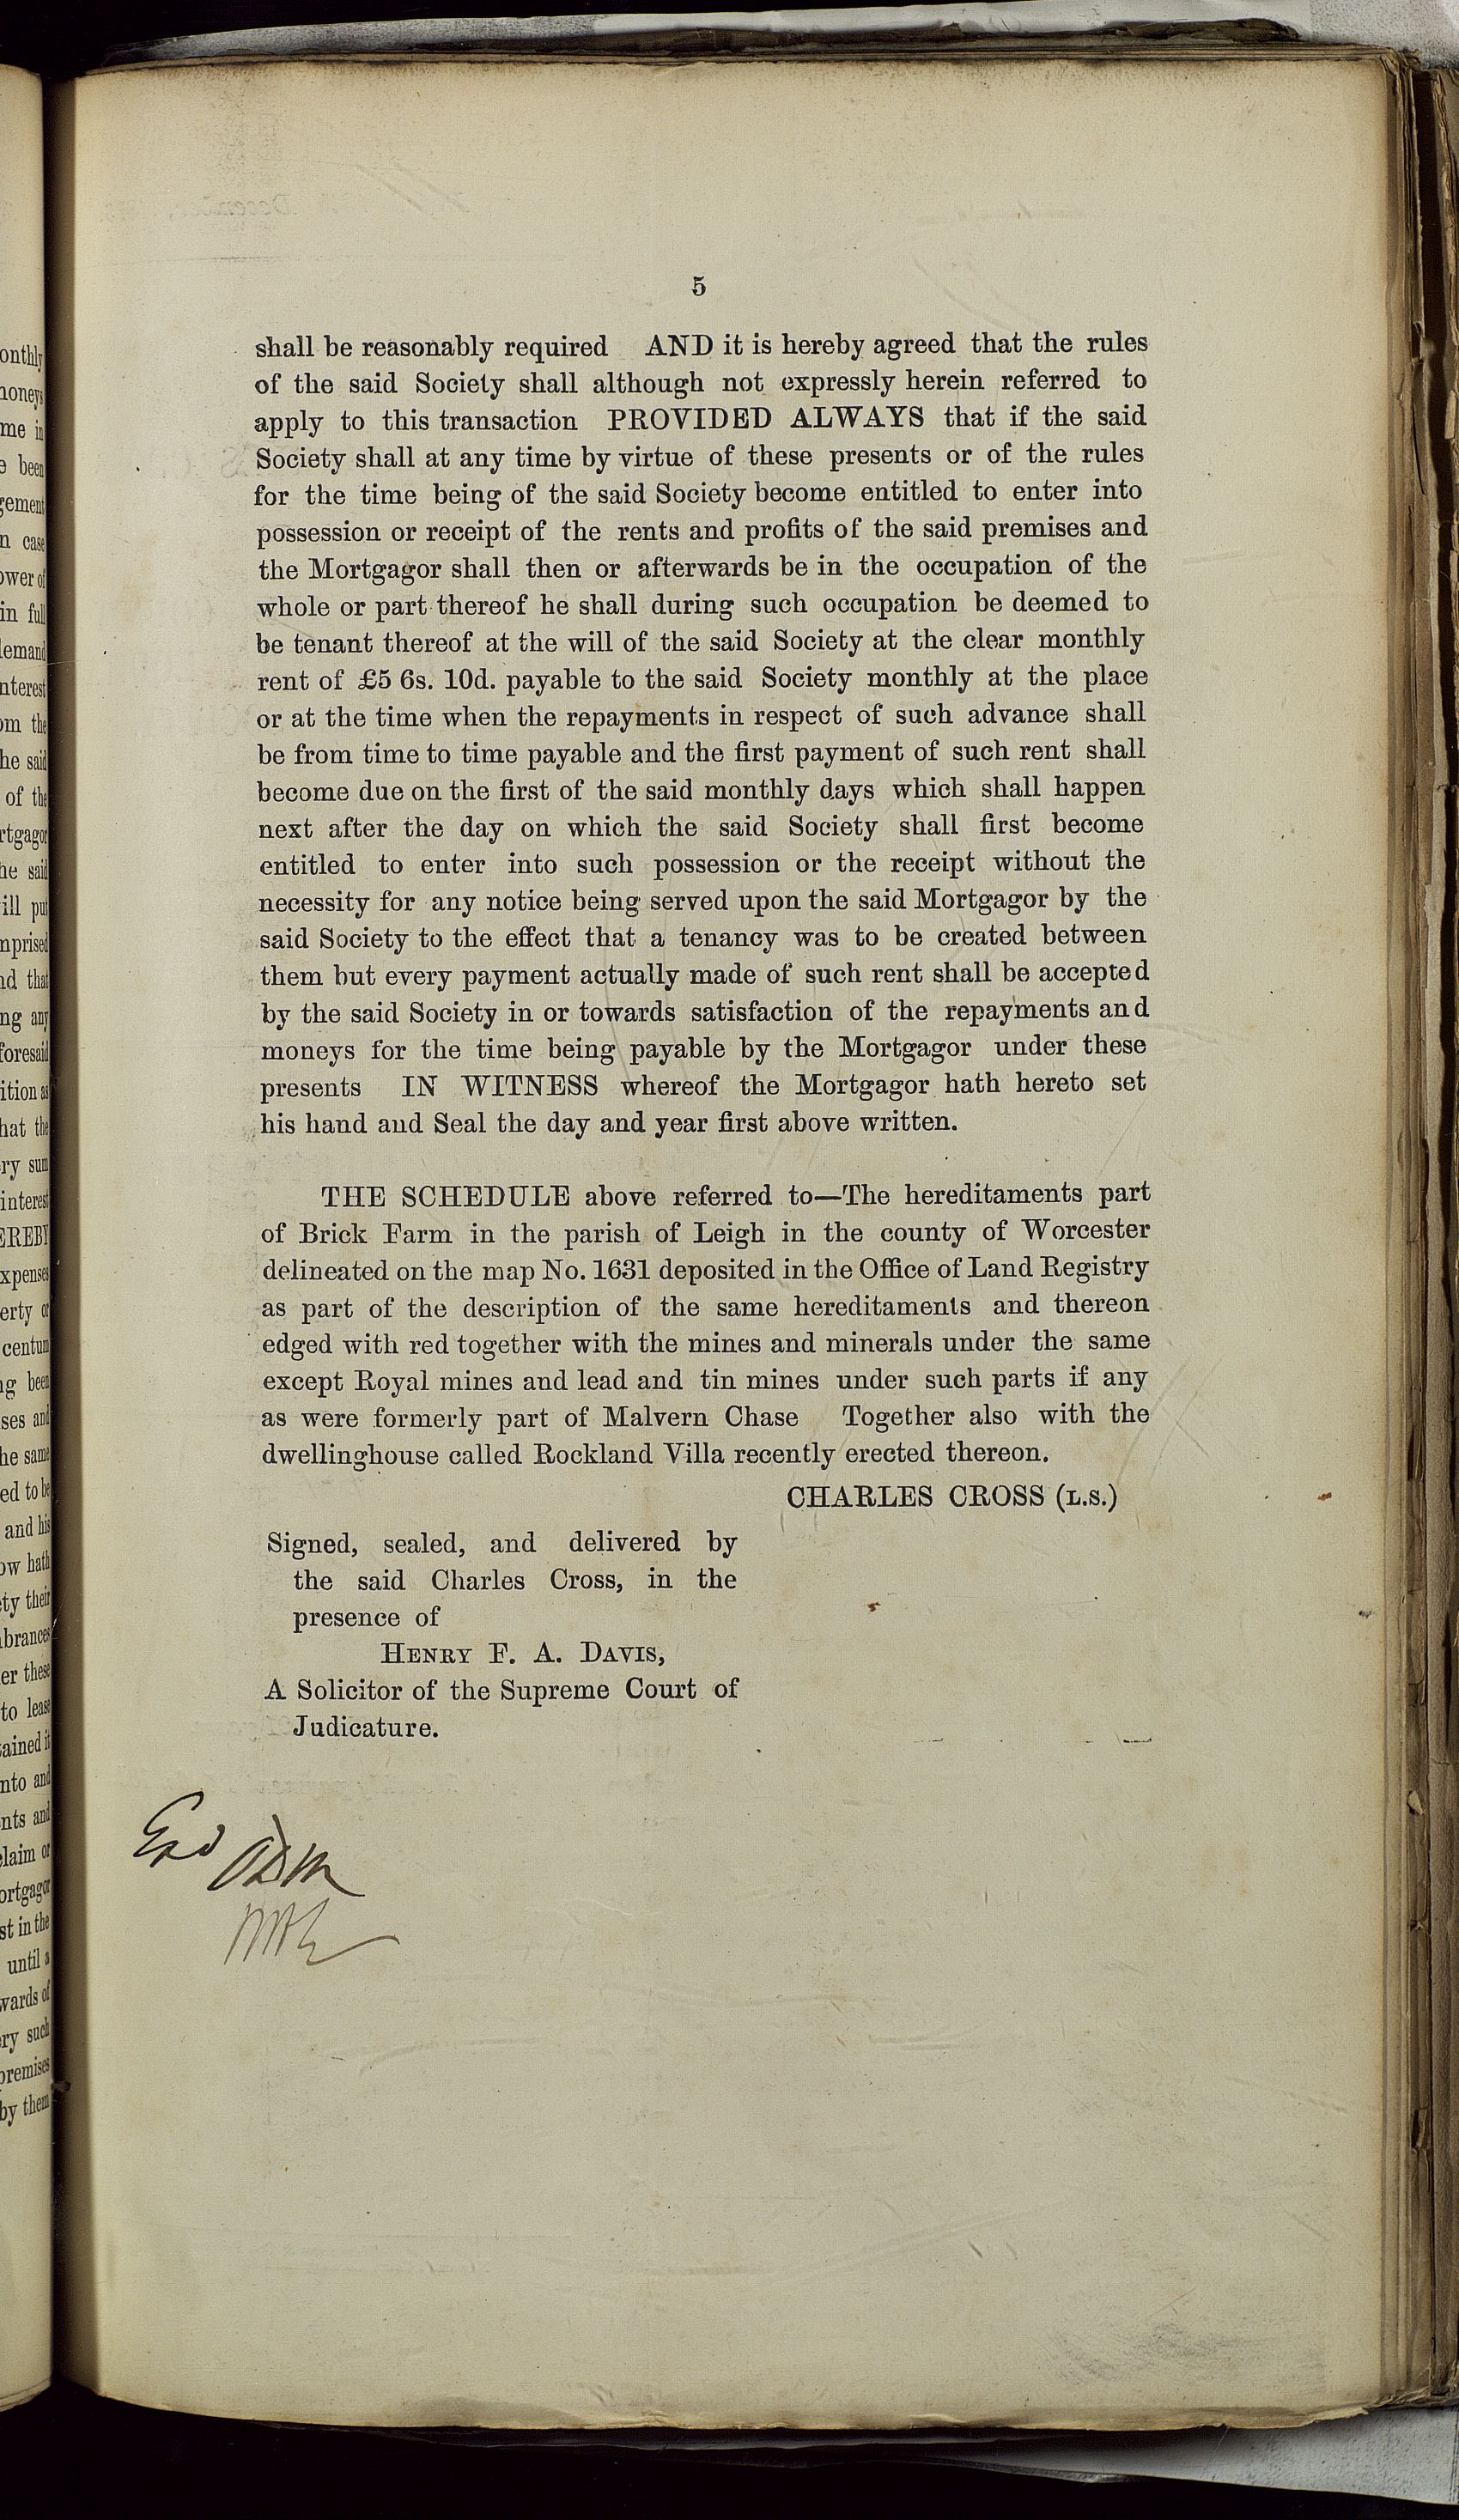 5
shall be reasonably required AND it is hereby agreed that the rules
of the said Society shall although not expressly herein referred to
apply to this transaction PROVIDED ALWAYS that if the said
Society shall at any time by virtue of these presents or of the rules
for the time being of the said Society become entitled to enter into
possession or receipt of the rents and profits of the said premises and
the Mortgagor shall then or afterwards be in the occupation of the
whole or part thereof he shall during such occupation be deemed to
be tenant thereof at the will of the said Society at the clear monthly
rent of £5 6s. 10d. payable to the said Society monthly at the place
or at the time when the repayments in respect of such advance shall
be from time to time payable and the first payment of such rent shall
become due on the first of the said monthly days which shall happen
next after the day on which the said Society shall first become
entitled to enter into such possession or the receipt without the
necessity for any notice being served upon the said Mortgagor by the
said Society to the effect that a tenancy was to be created between
them but every payment actually made of such rent shall be accepted
by the said Society in or towards satisfaction of the repayments and
moneys for the time being payable by the Mortgagor under these
presents IN WITNESS whereof the Mortgagor hath hereto set
his hand and Seal the day and year first above written.
THE SCHEDULE above referred to—The hereditaments part
of Brick Farm in the parish of Leigh in the county of Worcester
delineated on the map No. 1631 deposited in the Office of Land Registry
as part of the description of the same hereditaments and thereon
edged with red together with the mines and minerals under the same
except Royal mines and lead and tin mines under such parts if any
as were formerly part of Malvern Chase Together also with the
dwellinghouse called Rockland Villa recently erected thereon.
CHARLES CROSS (L.S.)
Signed, sealed, and delivered by
the said Charles Cross, in the
presence of
HENRY F. A. DAVIS,
A Solicitor of the Supreme Court of
Judicature.